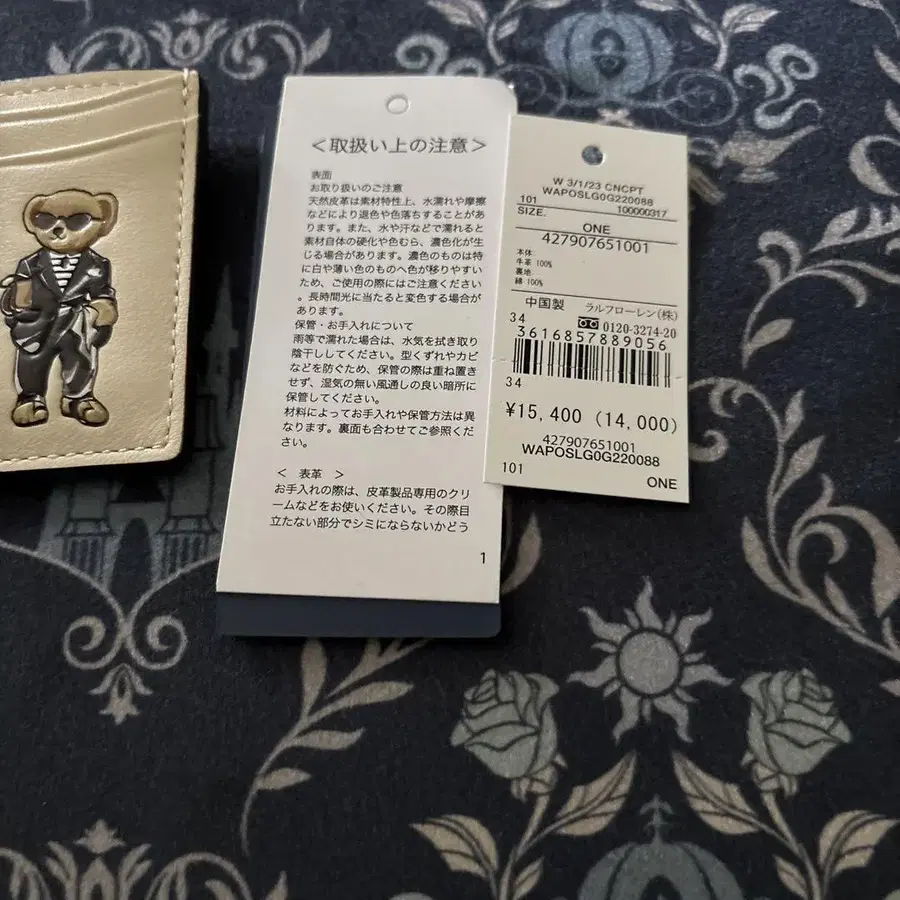 <取扱い上の注意>
表面
お取り扱いのご注意
天然皮革は素材特性上、水濡れや摩擦
などにより退色や色落ちすることがあ
ります。また、水や汗などで濡れると
素材自体の硬化や色むら、濃色化が生
じる場合があります。濃色のものは特
に白や薄い色のものへ色が移りやすい
ため、ご使用の際にはご注意ください
。長時間光に当たると変色する場合が
あります。
保管・お手入れについて
雨等で濡れた場合は、水気を拭き取り
陰干ししてください。型くずれやカビ
などを防ぐため、保管の際は重ね置き
せず、湿気の無い風通しの良い暗所に
保管してください。
材料によってお手入れや保管方法は異
なります。裏面も合わせてご参照くだ
さい。
< 表革 >
お手入れの際は、皮革製品専用のクリ
ームなどをお使いください。その際目
立たない部分でシミにならないかどう
1
W 3/1/23 CNCPT
WAPOSLG0G220088
101 100000317
SIZE.
ONE
427907651001
本体.
牛革 100%
裏地.
綿 100%
中国製 ラルフローレン(株)
34 0120-3274-20
3616857889056
34
¥15,400 (14,000)
427907651001
WAPOSLG0G220088
101
ONE